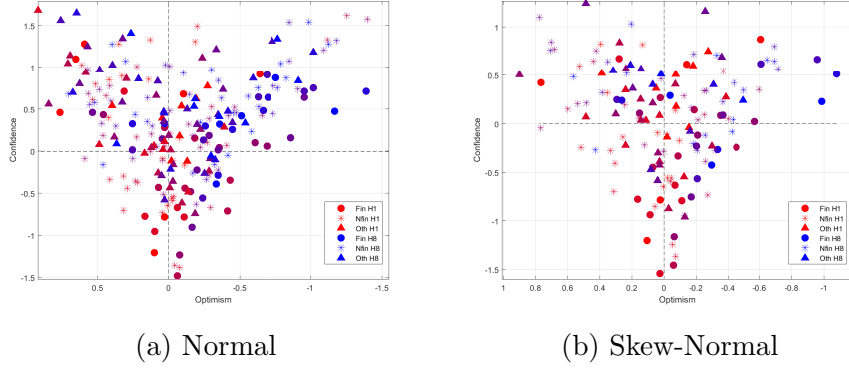 1.5
1
0.5
0
-0.5
-1
-1.5
Confidence
0.5
0
-0.5
-1
-1.5
Optimism
Fin H1
Nfin H1
Oth H1
Fin H8
Nfin H8
Oth H8
(a) Normal
1
0.5
0
-0.5
-1
-1.5
Confidence
1
0.8
0.6
0.4
0.2
0
-0.2
-0.4
-0.6
-0.8
-1
Optimism
Fin H1
Nfin H1
Oth H1
Fin H8
Nfin H8
Oth H8
(b) Skew-Normal